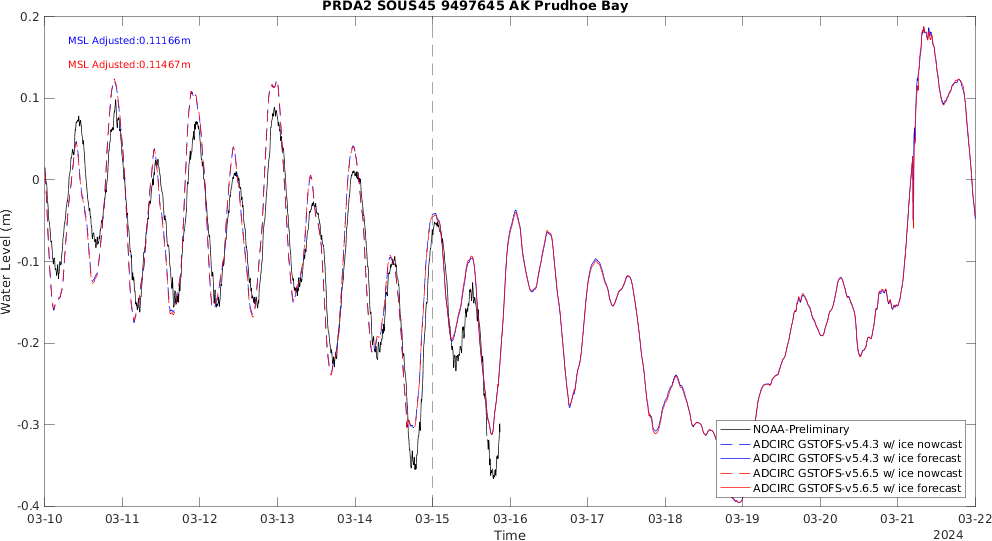 PRDA2 SOUS45 9497645 AK Prudhoe Bay
MSL Adjusted:0.11166m
MSL Adjusted:0.11467m
Water Level (m)
0.2
0.1
0
-0.1
-0.2
-0.3
-0.4
NOAA-Preliminary
ADCIRC GSTOFS-v5.4.3 w/ ice nowcast
ADCIRC GSTOFS-v5.4.3 w/ ice forecast
ADCIRC GSTOFS-v5.6.5 w/ ice nowcast
ADCIRC GSTOFS-v5.6.5 w/ ice forecast
03-10 03-11 03-12 03-13 03-14 03-15 03-16 03-17 03-18 03-19 03-20 03-21 03-22
Time
2024